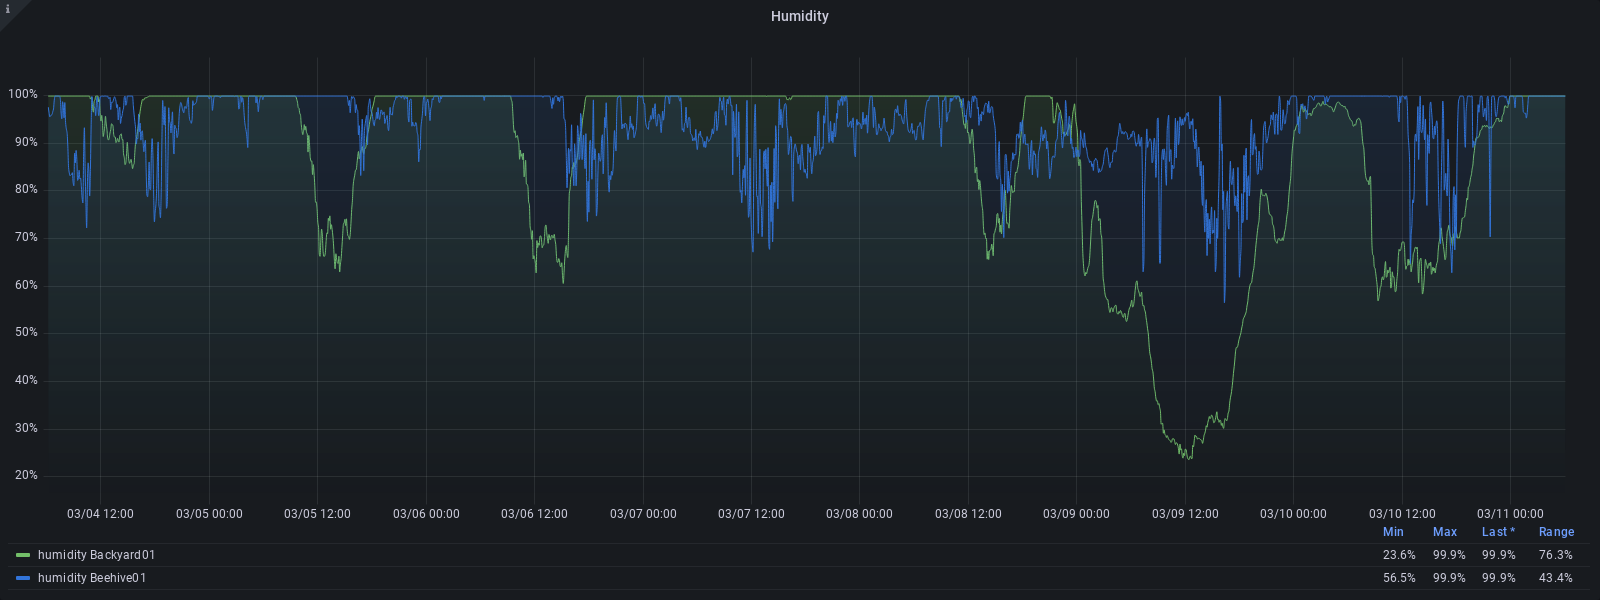 i
Humidity
100%
90%
80%
70%
60%
50%
40%
30%
20%
03/04 12:00 03/05 00:00 03/05 12:00 03/06 00:00 03/06 12:00 03/07 00:00 03/07 12:00 03/08 00:00 03/08 12:00 03/09 00:00 03/09 12:00 03/10 00:00 03/10 12:00 03/11 00:00
Min Max Last * Range
humidity Backyard01 23.6% 99.9% 99.9% 76.3%
humidity Beehive01 56.5% 99.9% 99.9% 43.4%